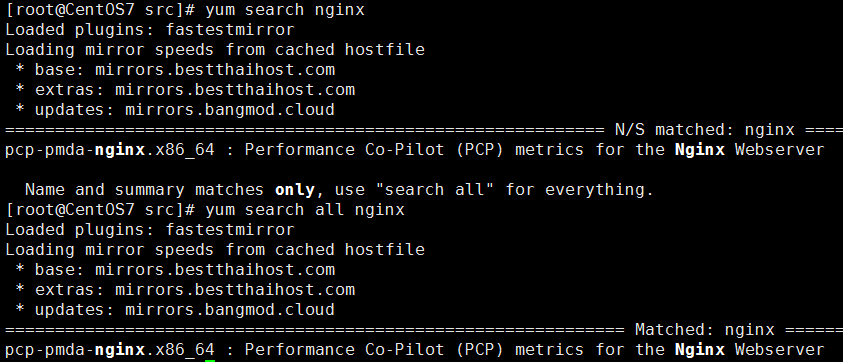 [root@CentOS7 src]# yum search nginx
Loaded plugins: fastestmirror
Loading mirror speeds from cached hostfile
 * base: mirrors.bestthaihost.com
 * extras: mirrors.bestthaihost.com
 * updates: mirrors.bangmod.cloud
============================================================ N/S matched: nginx ====
pcp-pmda-nginx.x86_64 : Performance Co-Pilot (PCP) metrics for the Nginx Webserver
  Name and summary matches only, use "search all" for everything.
[root@CentOS7 src]# yum search all nginx
Loaded plugins: fastestmirror
Loading mirror speeds from cached hostfile
 * base: mirrors.bestthaihost.com
 * extras: mirrors.bestthaihost.com
 * updates: mirrors.bangmod.cloud
============================================================== Matched: nginx ======
pcp-pmda-nginx.x86_64 : Performance Co-Pilot (PCP) metrics for the Nginx Webserver